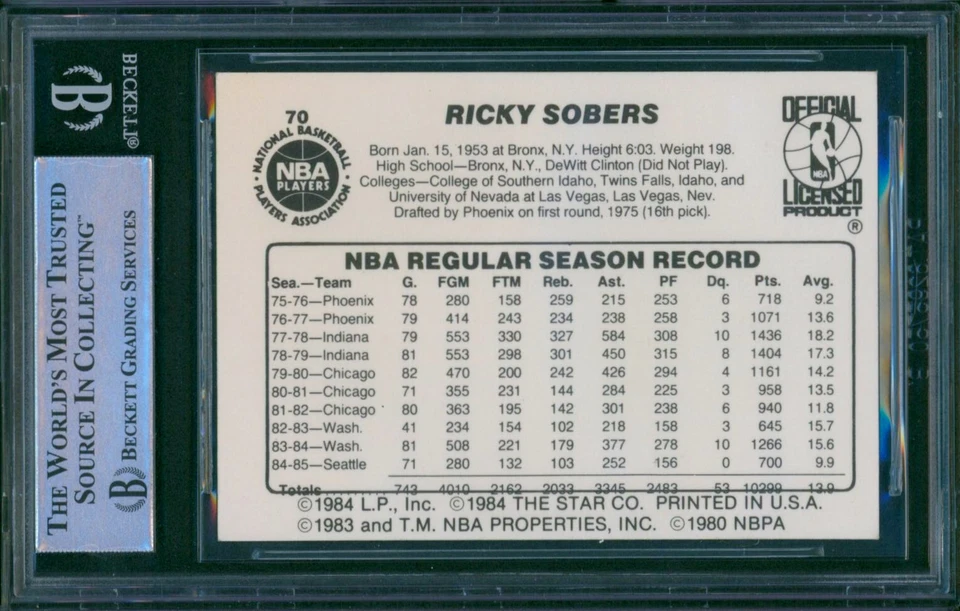 BECKETT®
THE WORLD'S MOST TRUSTED
SOURCE IN COLLECTING™
BECKETT GRADING SERVICES
70
NATIONAL BASKETBALL
NBA
PLAYERS
PLAYERS ASSOCIATION
RICKY SOBERS
Born Jan. 15, 1953 at Bronx, N.Y. Height 6:03. Weight 198.
High School—Bronx, N.Y., DeWitt Clinton (Did Not Play).
Colleges—College of Southern Idaho, Twins Falls, Idaho, and
University of Nevada at Las Vegas, Las Vegas, Nev.
Drafted by Phoenix on first round, 1975 (16th pick).
OFFICIAL
NBA
LICENSED
PRODUCT
®
NBA REGULAR SEASON RECORD
Sea.—Team G. FGM FTM Reb. Ast. PF Dq. Pts. Avg.
75-76—Phoenix 78 280 158 259 215 253 6 718 9.2
76-77—Phoenix 79 414 243 234 238 258 3 1071 13.6
77-78—Indiana 79 553 330 327 584 308 10 1436 18.2
78-79—Indiana 81 553 298 301 450 315 8 1404 17.3
79-80—Chicago 82 470 200 242 426 294 4 1161 14.2
80-81—Chicago 71 355 231 144 284 225 3 958 13.5
81-82—Chicago 80 363 195 142 301 238 6 940 11.8
82-83—Wash. 41 234 154 102 218 158 3 645 15.7
83-84—Wash. 81 508 221 179 377 278 10 1266 15.6
84-85—Seattle 71 280 132 103 252 156 0 700 9.9
Totals 743 4010 2162 2033 3345 2483 53 10299 13.9
©1984 L.P., Inc. ©1984 THE STAR CO. PRINTED IN U.S.A.
©1983 and T.M. NBA PROPERTIES, INC. ©1980 NBPA